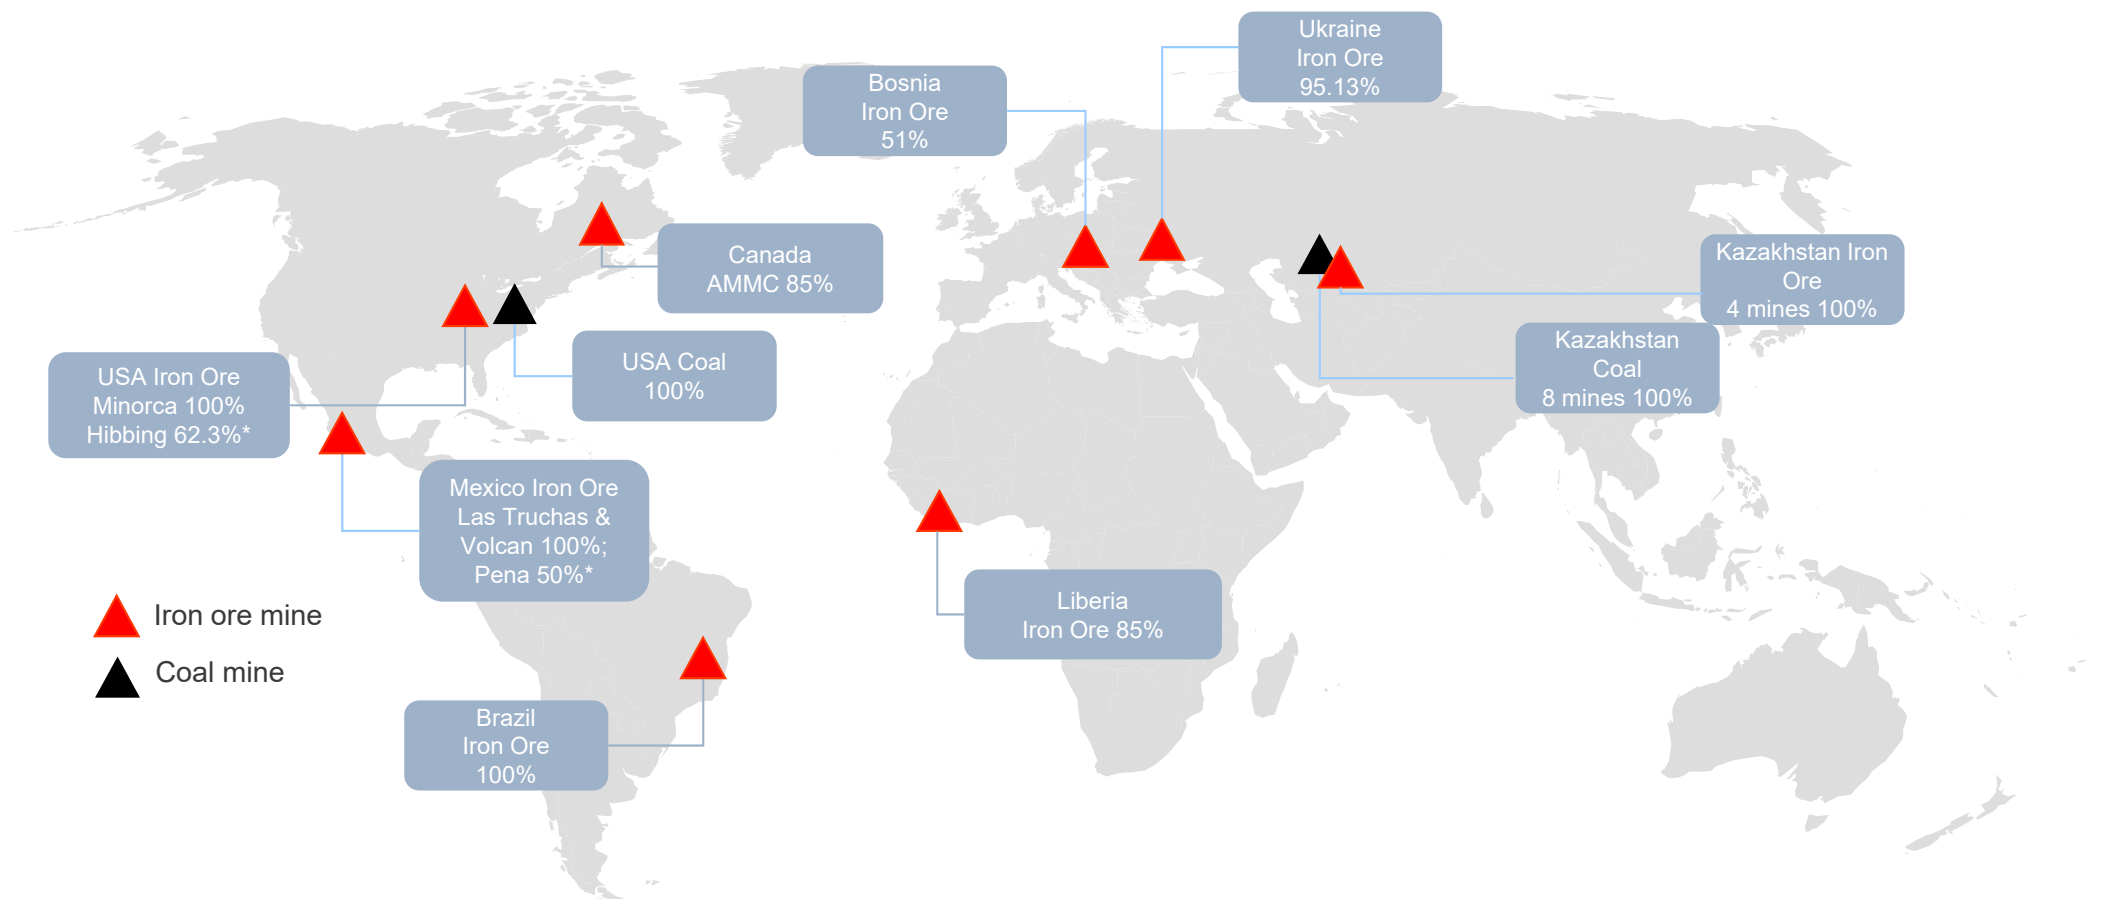 Ukraine
Iron Ore
95.13%
Bosnia
Iron Ore
51%
Canada
AMMC 85%
Kazakhstan Iron
Ore
4 mines 100%
Kazakhstan
Coal
8 mines 100%
USA Coal
100%
USA Iron Ore
Minorca 100%
Hibbing 62.3%*
Mexico Iron Ore
Las Truchas &
Volcan 100%;
Pena 50%*
Liberia
Iron Ore 85%
Iron ore mine
Coal mine
Brazil
Iron Ore
100%